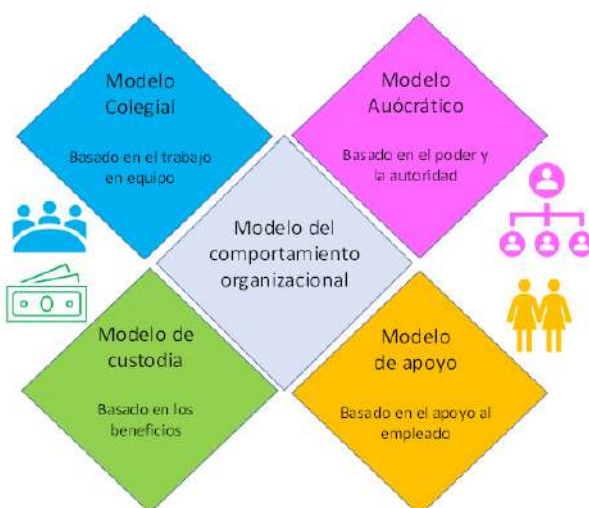 Modelo
Colegial
Basado en el trabajo
en equipo
Modelo
Auócrático
Basado en el poder y
la autoridad
Modelo del
comportamiento
organizacional
Modelo de
custodia
Basado en los
beneficios
Modelo
de apoyo
Basado en el apoyo al
empleado